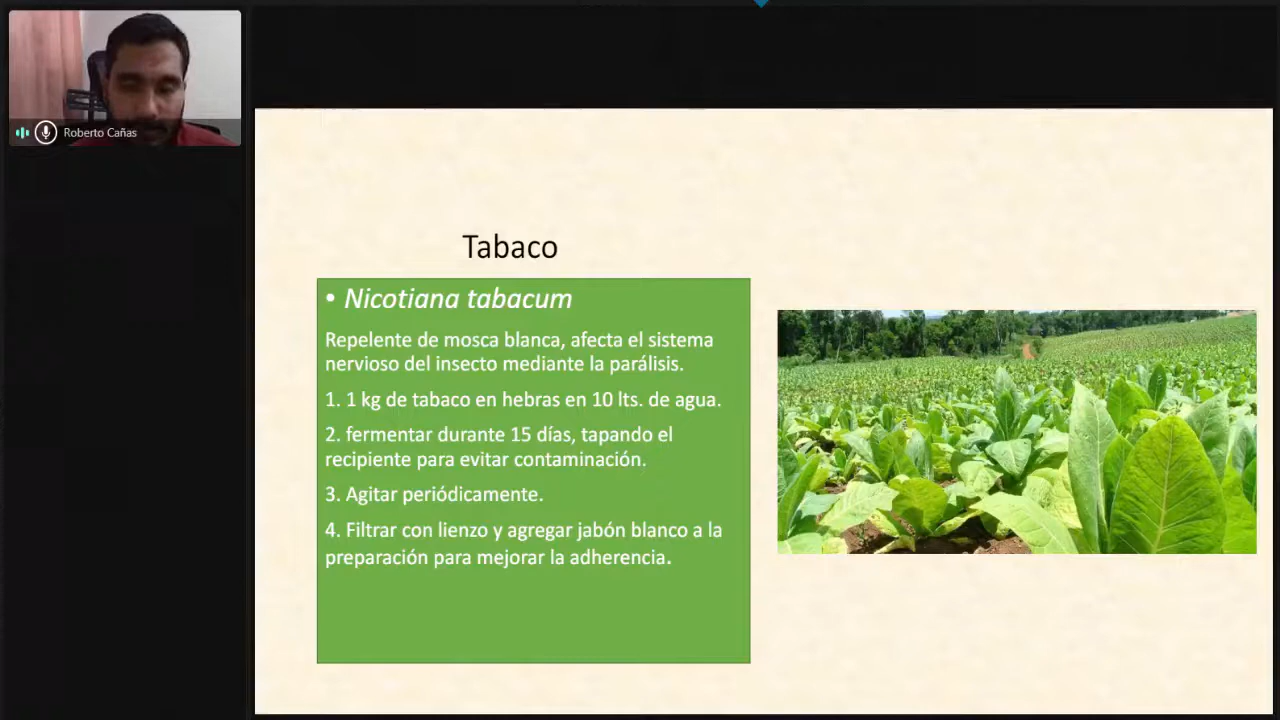 Roberto Cañas
Tabaco
• Nicotiana tabacum
Repelente de mosca blanca, afecta el sistema
nervioso del insecto mediante la parálisis.
1. 1 kg de tabaco en hebras en 10 lts. de agua.
2. fermentar durante 15 días, tapando el
recipiente para evitar contaminación.
3. Agitar periódicamente.
4. Filtrar con lienzo y agregar jabón blanco a la
preparación para mejorar la adherencia.